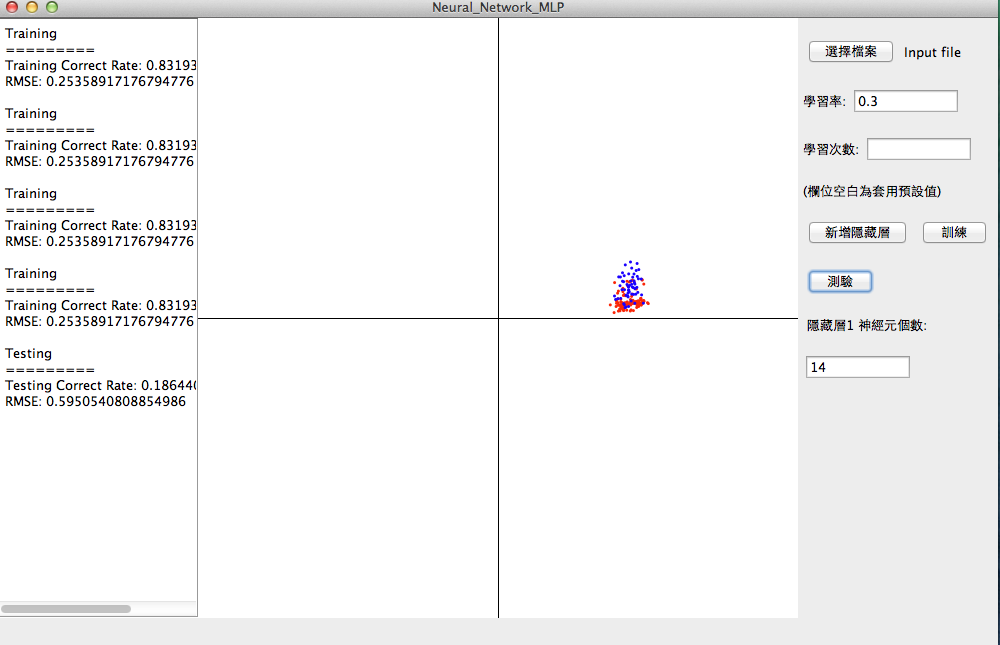 Neural_Network_MLP
Training
=========
Training Correct Rate: 0.83193
RMSE: 0.25358917176794776
Training
=========
Training Correct Rate: 0.83193
RMSE: 0.25358917176794776
Training
=========
Training Correct Rate: 0.83193
RMSE: 0.25358917176794776
Training
=========
Training Correct Rate: 0.83193
RMSE: 0.25358917176794776
Testing
=========
Testing Correct Rate: 0.18644
RMSE: 0.5950540808854986
選擇檔案 Input file
學習率: 0.3
學習次數:
(欄位空白為套用預設值)
新增隱藏層 訓練
測驗
隱藏層1 神經元個數:
14